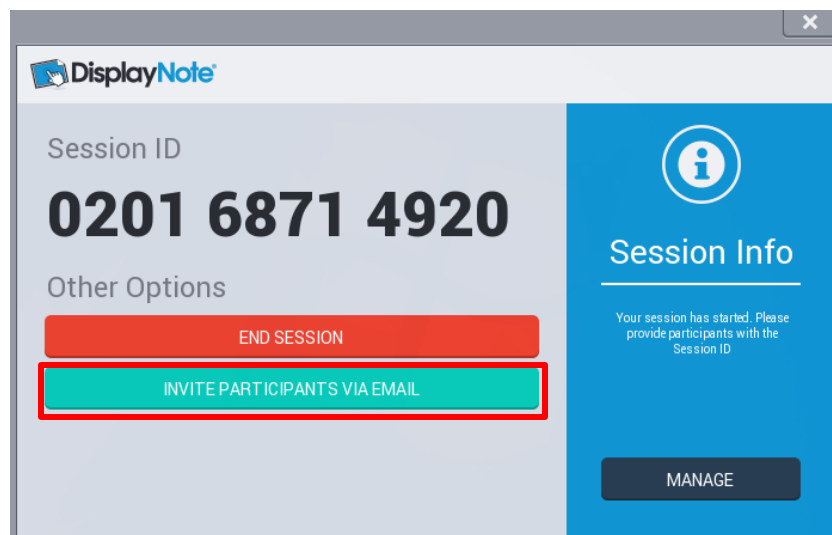 DisplayNote
Session ID
0201 6871 4920
Other Options
END SESSION
INVITE PARTICIPANTS VIA EMAIL
Session Info
Your session has started. Please
provide participants with the
Session ID
MANAGE